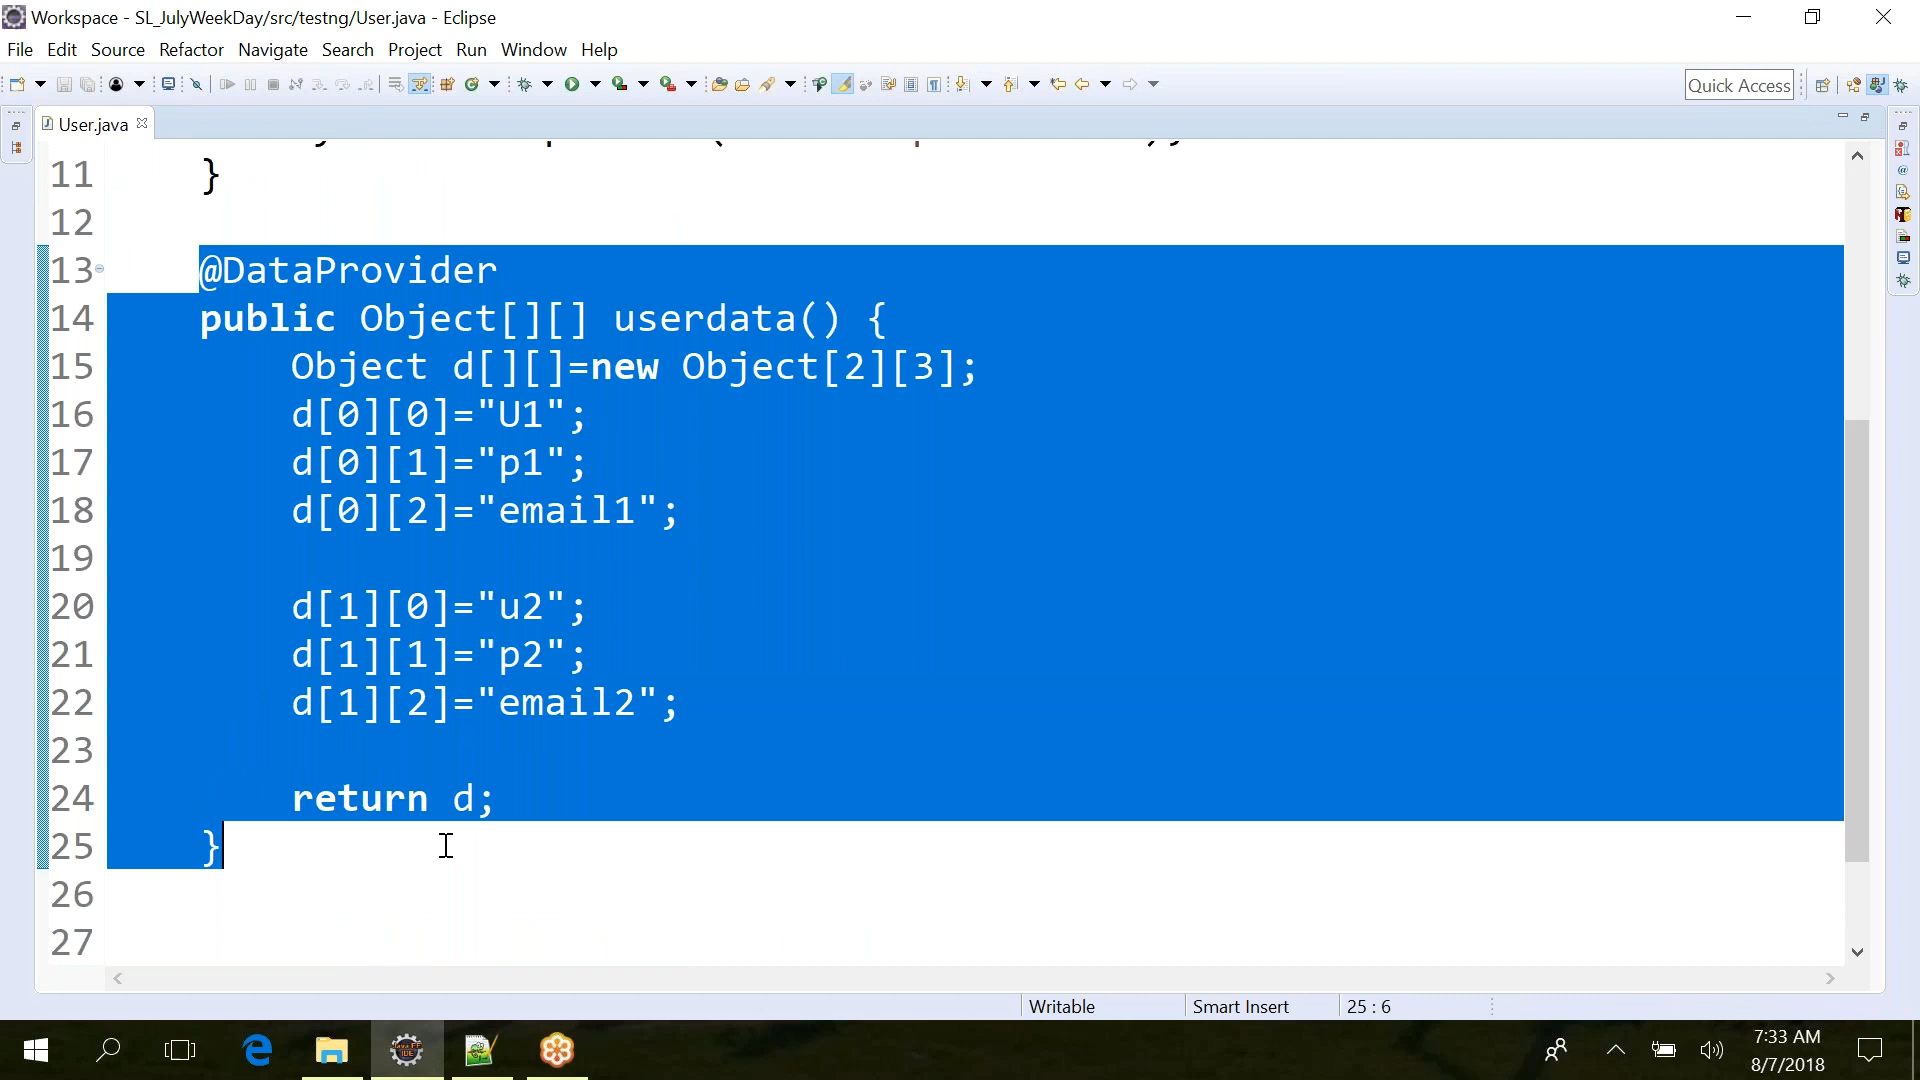 Workspace - SL_JulyWeekDay/src/testng/User.java - Eclipse
File Edit Source Refactor Navigate Search Project Run Window Help
Quick Access
User.java
11 }
12
13 @DataProvider
14 public Object[][] userdata() {
15 Object d[][]=new Object[2][3];
16 d[0][0]="U1";
17 d[0][1]="p1";
18 d[0][2]="email1";
19
20 d[1][0]="u2";
21 d[1][1]="p2";
22 d[1][2]="email2";
23
24 return d;
25 }
26
27
Writable Smart Insert 25 : 6
7:33 AM
8/7/2018